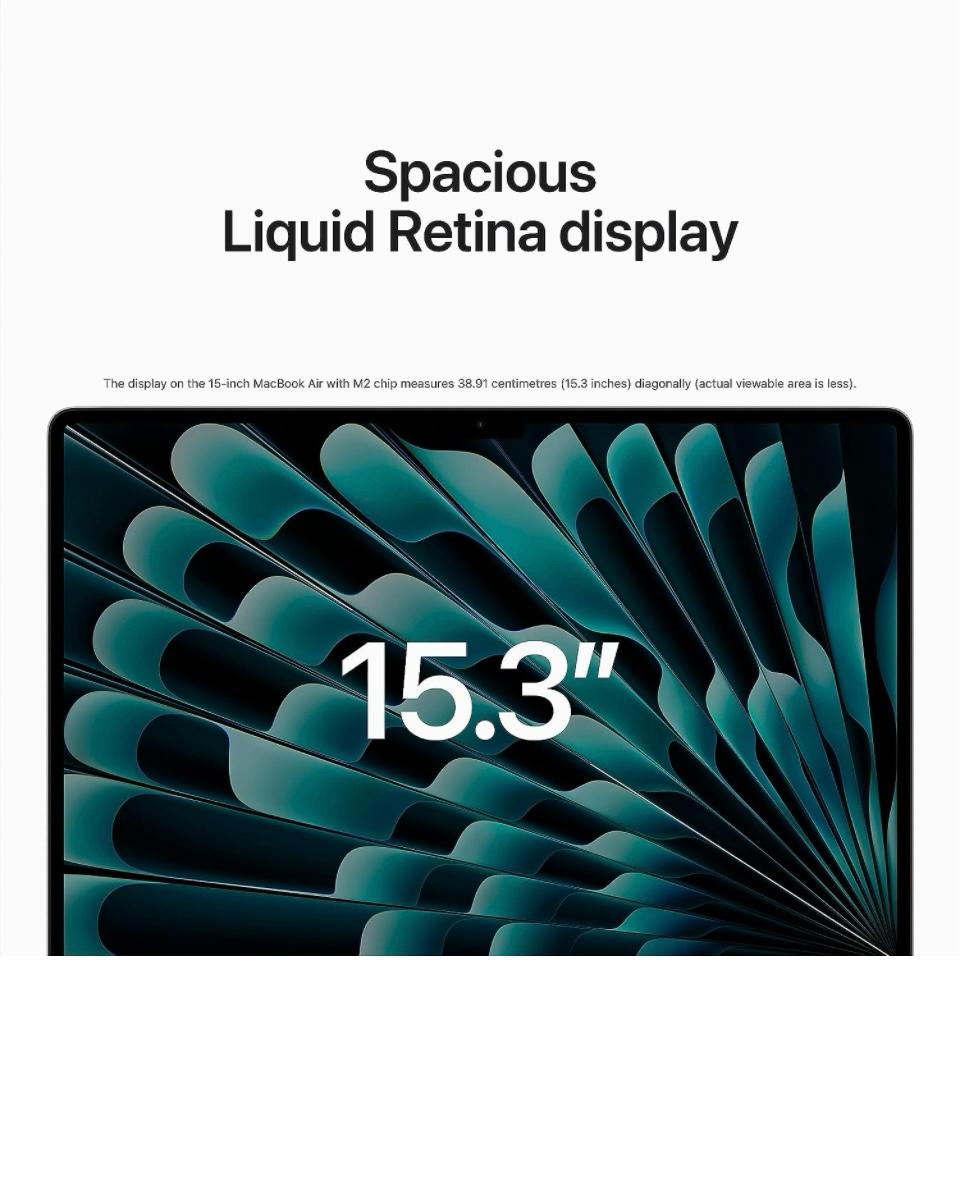 Spacious
Liquid Retina display
The display on the 15-inch MacBook Air with M2 chip measures 38.91 centimetres (15.3 inches) diagonally (actual viewable area is less).
15.3″